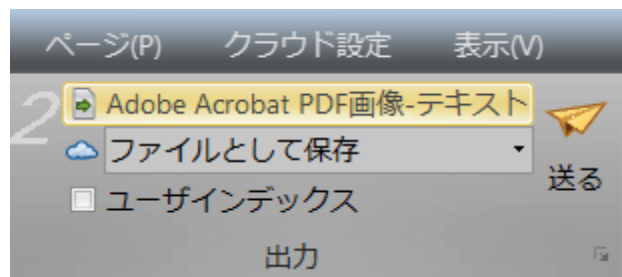 ページ(P) クラウド設定 表示(V)
2
Adobe Acrobat PDF画像-テキスト
ファイルとして保存
送る
ユーザインデックス
出力